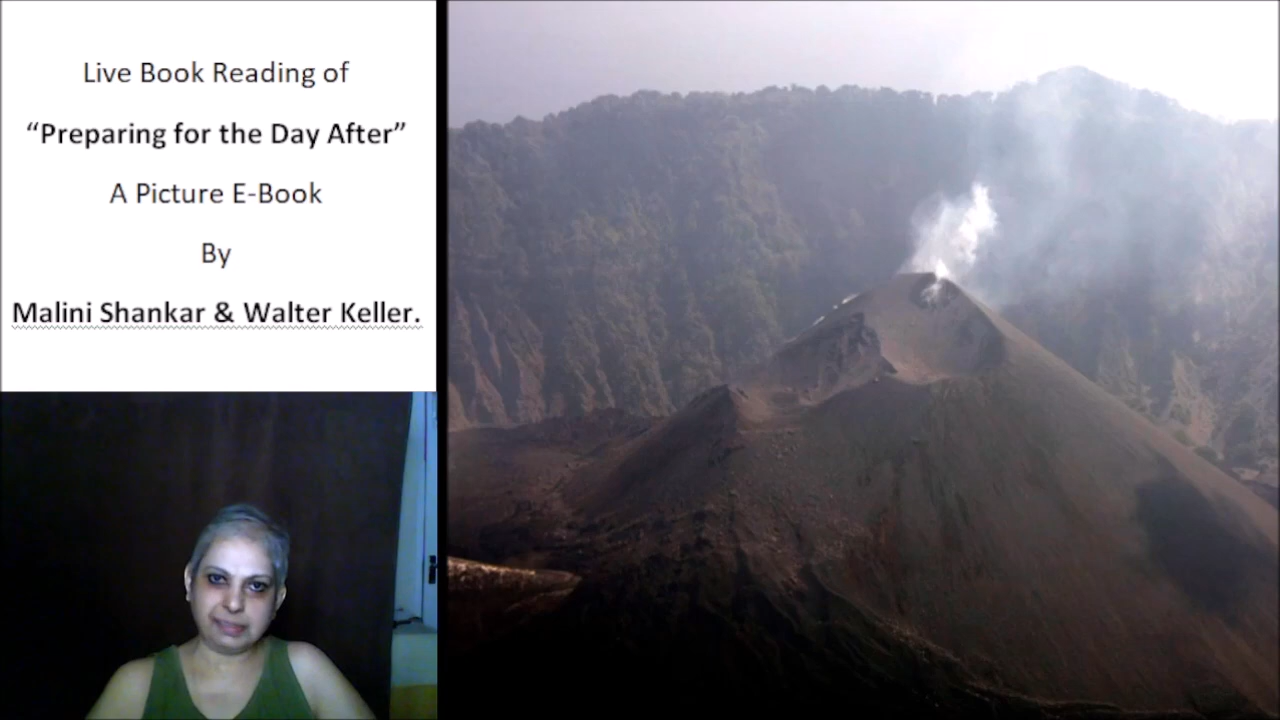 Live Book Reading of
“Preparing for the Day After”
A Picture E-Book
By
Malini Shankar & Walter Keller.